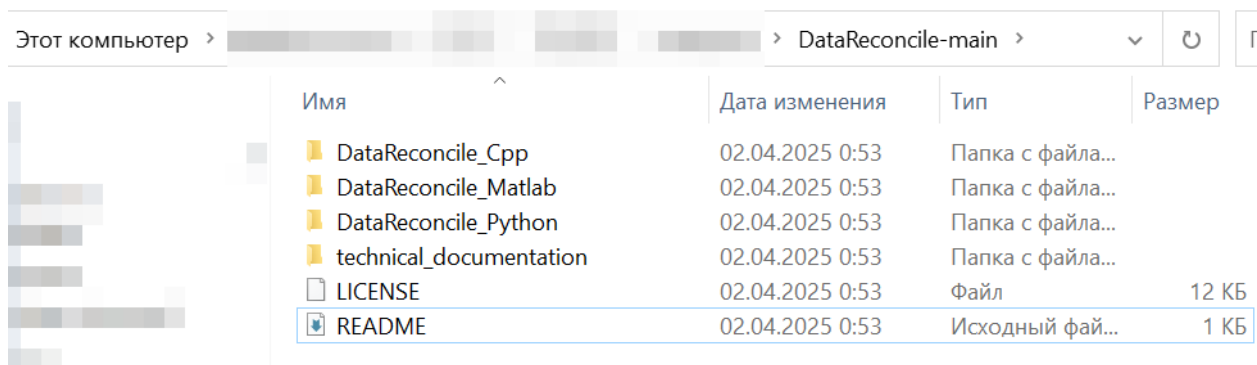 Этот компьютер > > DataReconcile-main >
Имя Дата изменения Тип Размер
DataReconcile_Cpp 02.04.2025 0:53 Папка с файла...
DataReconcile_Matlab 02.04.2025 0:53 Папка с файла...
DataReconcile_Python 02.04.2025 0:53 Папка с файла...
technical_documentation 02.04.2025 0:53 Папка с файла...
LICENSE 02.04.2025 0:53 Файл 12 КБ
README 02.04.2025 0:53 Исходный фай... 1 КБ